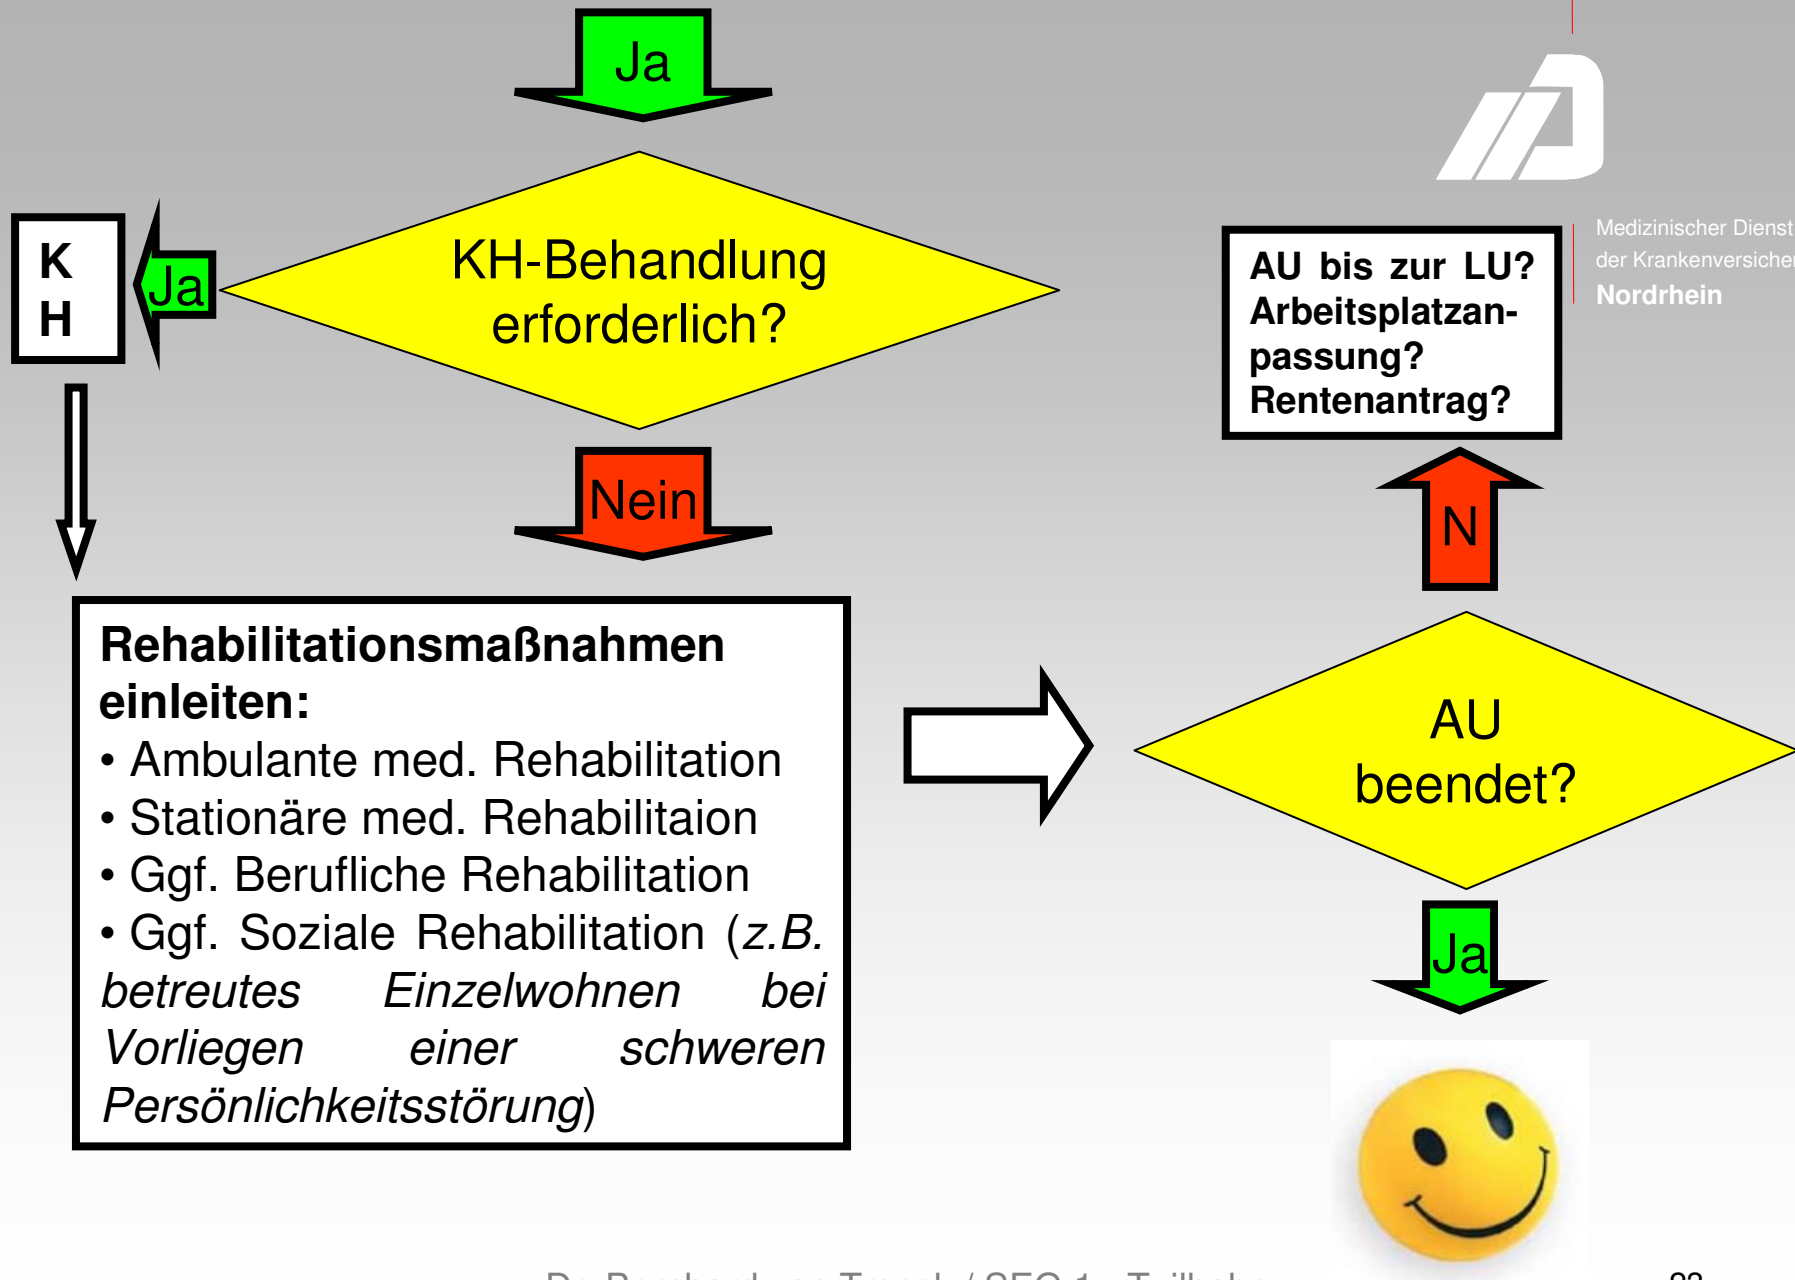 Ja
KH-Behandlung
erforderlich?
Ja
K
H
Nein
Rehabilitationsmaßnahmen
einleiten:
• Ambulante med. Rehabilitation
• Stationäre med. Rehabilitaion
• Ggf. Berufliche Rehabilitation
• Ggf. Soziale Rehabilitation (z.B.
betreutes Einzelwohnen bei
Vorliegen einer schweren
Persönlichkeitsstörung)
Medizinischer Dienst
der Krankenversicher
Nordrhein
AU bis zur LU?
Arbeitsplatzan-
passung?
Rentenantrag?
N
AU
beendet?
Ja